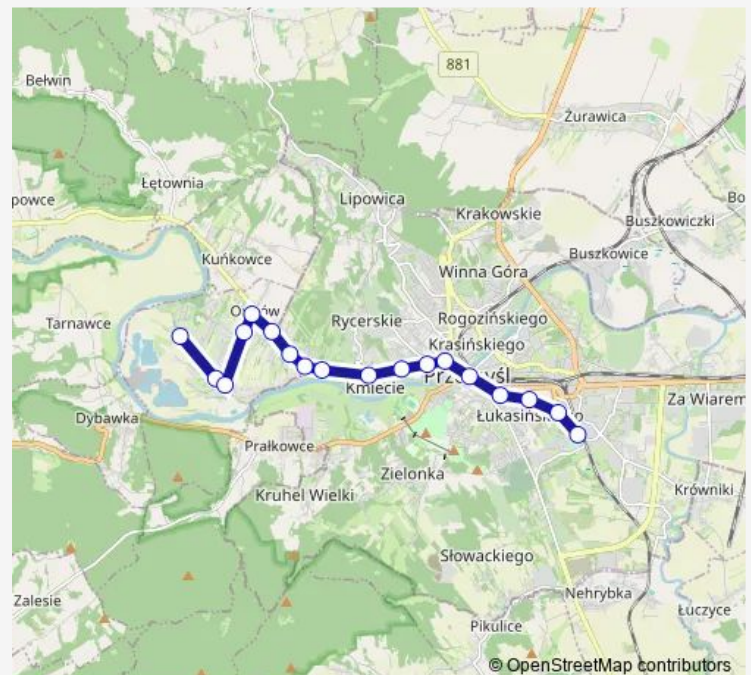 881
Bełwin
Żurawica
Łętownia
powce
Lipowica
Bo
Krakowskie
Buszkowiczki
Buszkowice
Kuńkowce
Winna Góra
Tarnawce
Rycerskie
Rogozińskiego
Krasińskiego
Kmiecie
Za Wiarem
Dybawka
Prałkowce
Zielonka
Kruhel Wielki
Krówniki
Słowackiego
Zalesie
Nehrybka
Łuczyce
Pikulice
© OpenStreetMap contributors